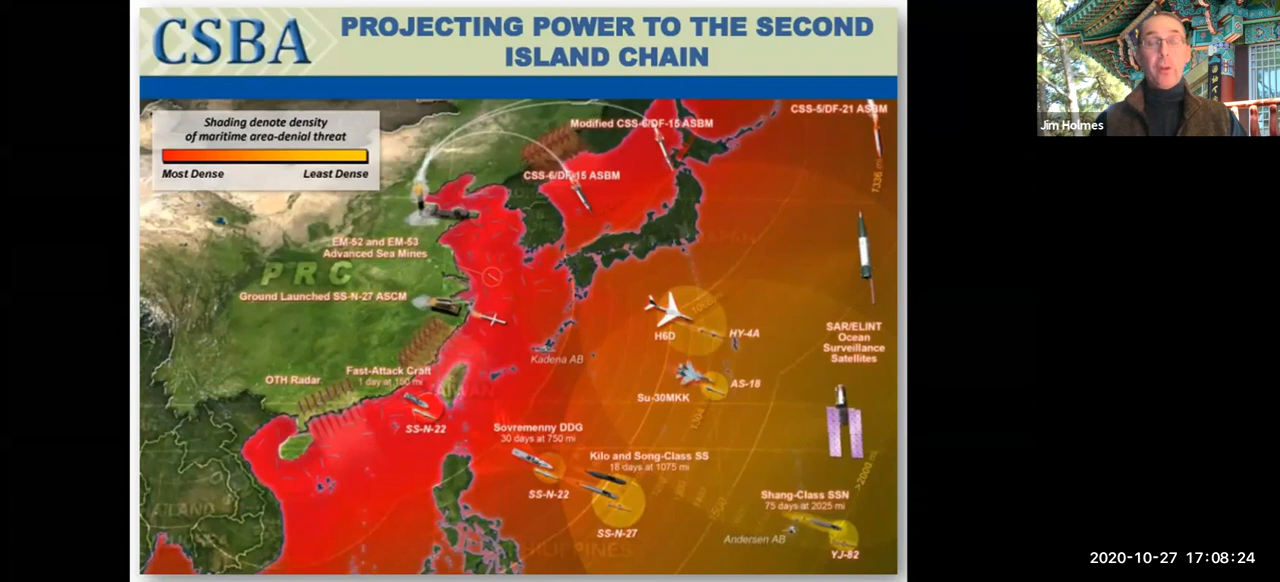 CSBA
PROJECTING POWER TO THE SECOND
ISLAND CHAIN
Shading denote density
of maritime area-denial threat
Most Dense
Least Dense
Jim Holmes
CSS-5/DF-21 ASBM
Modified CSS-6/DF-15 ASBM
CSS-6/DF-15 ASBM
EM-52 and EM-53
Advanced Sea Mines
PRC
Ground Launched SS-N-27 ASCM
H6D
HY-4A
SAR/ELINT
Ocean
Surveillance
Satellites
Kadena AB
OTH Radar
Fast-Attack Craft
1 day at 150 mi
SS-N-22
AS-18
Su-30MKK
Sovremenny DDG
30 days at 750 mi
SS-N-22
Kilo and Song-Class SS
18 days at 1075 mi
SS-N-27
Shang-Class SSN
75 days at 2025 mi
Andersen AB
YJ-82
PHILIPPINES
2020-10-27 17:08:24